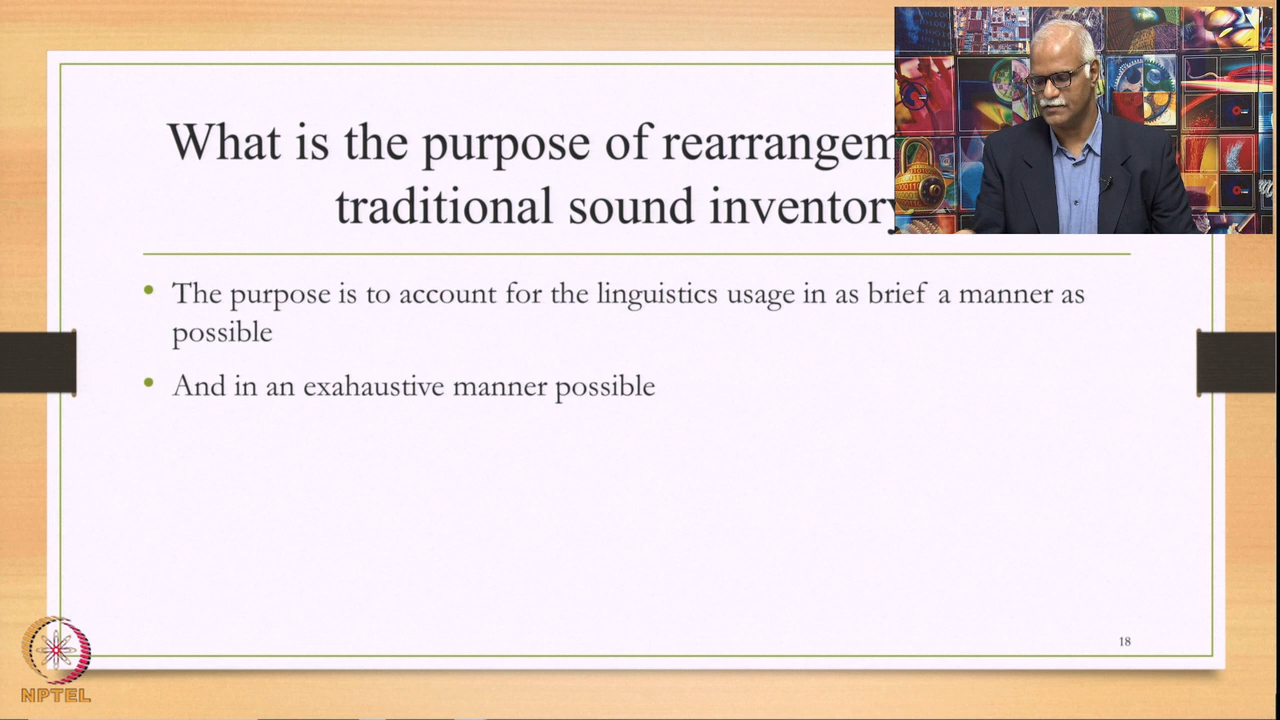 What is the purpose of
traditional sound inventory
• The purpose is to account for the linguistics usage in as brief a manner as
possible
• And in an exahaustive manner possible
18
NPTEL